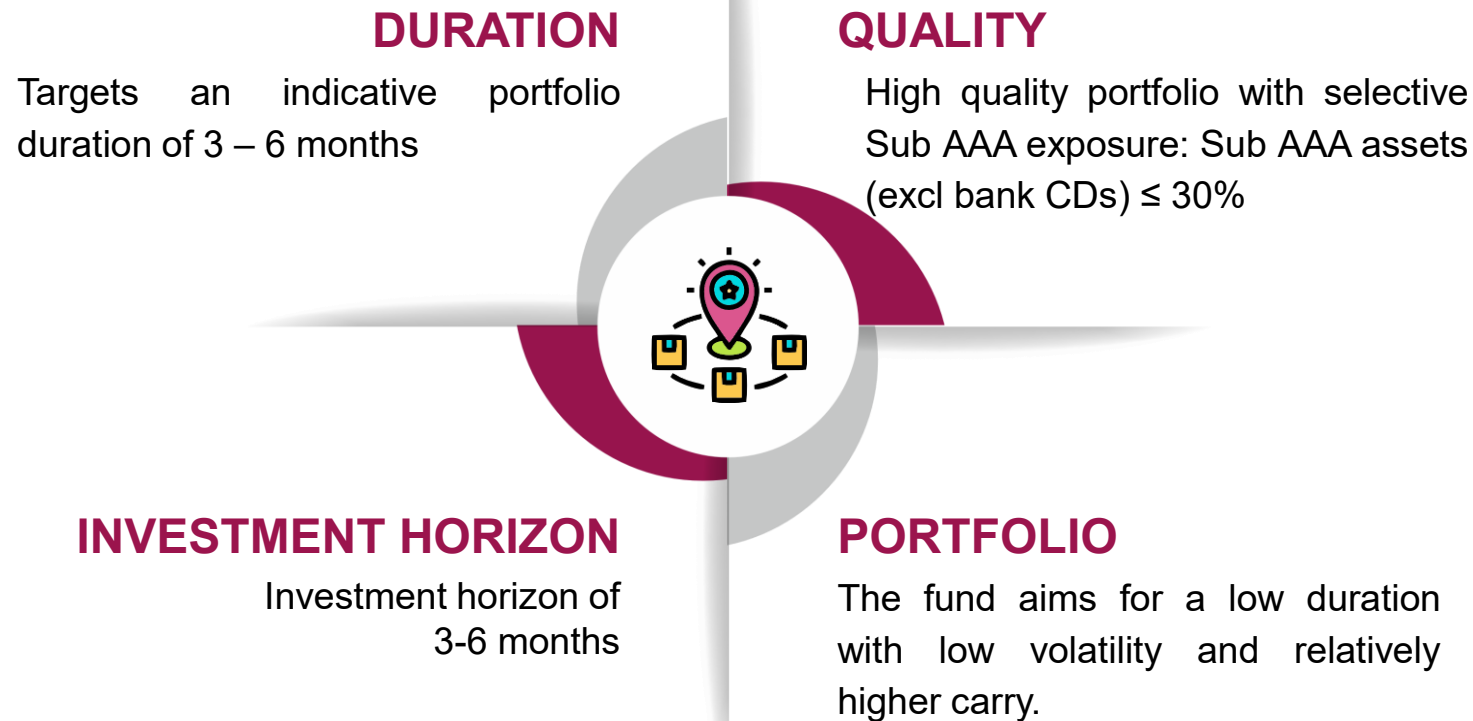 DURATION
Targets an indicative portfolio
duration of 3 – 6 months
QUALITY
High quality portfolio with selective
Sub AAA exposure: Sub AAA assets
(excl bank CDs) ≤ 30%
INVESTMENT HORIZON
Investment horizon of
3-6 months
PORTFOLIO
The fund aims for a low duration
with low volatility and relatively
higher carry.